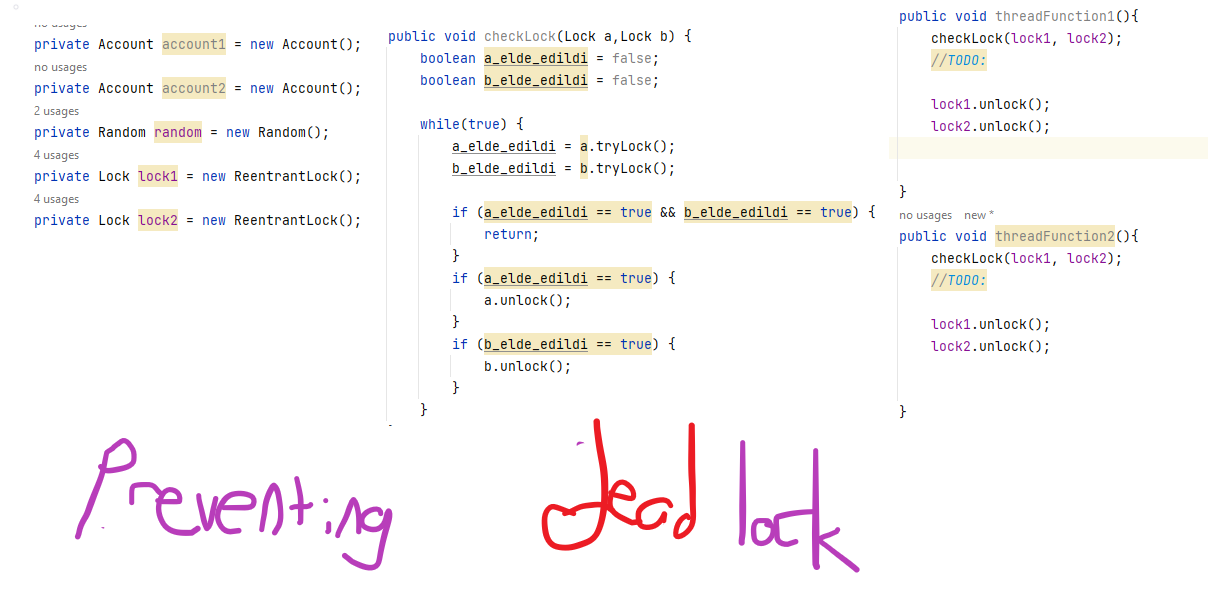 no usages
private Account account1 = new Account();
no usages
private Account account2 = new Account();
2 usages
private Random random = new Random();
4 usages
private Lock lock1 = new ReentrantLock();
4 usages
private Lock lock2 = new ReentrantLock();
public void checkLock(Lock a,Lock b) {
boolean a_elde_edildi = false;
boolean b_elde_edildi = false;
while(true) {
a_elde_edildi = a.tryLock();
b_elde_edildi = b.tryLock();
if (a_elde_edildi == true && b_elde_edildi == true) {
return;
}
if (a_elde_edildi == true) {
a.unlock();
}
if (b_elde_edildi == true) {
b.unlock();
}
}
public void threadFunction1(){
checkLock(lock1, lock2);
//TODO:
lock1.unlock();
lock2.unlock();
}
no usages new *
public void threadFunction2(){
checkLock(lock1, lock2);
//TODO:
lock1.unlock();
lock2.unlock();
}
Preventing dead lock